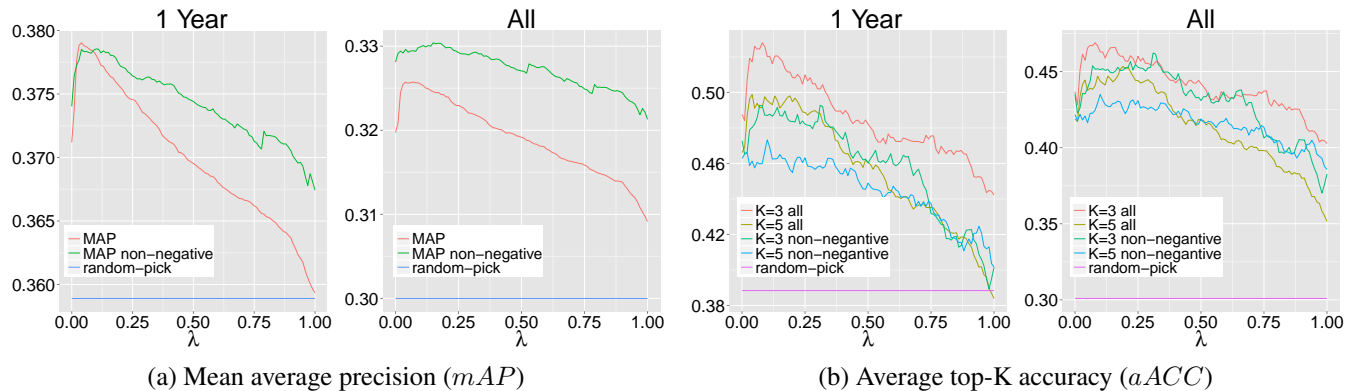 1 Year
0.380
0.375
0.370
0.365
0.360
MAP
MAP non−negative
random−pick
0.00 0.25 0.50 0.75 1.00
λ
All
0.33
0.32
0.31
0.30
MAP
MAP non−negative
random−pick
0.00 0.25 0.50 0.75 1.00
λ
(a) Mean average precision (mAP)
1 Year
0.50
0.46
0.42
0.38
K=3 all
K=5 all
K=3 non−negantive
K=5 non−negantive
random−pick
0.00 0.25 0.50 0.75 1.00
λ
All
0.45
0.40
0.35
0.30
K=3 all
K=5 all
K=3 non−negantive
K=5 non−negantive
random−pick
0.00 0.25 0.50 0.75 1.00
λ
(b) Average top-K accuracy (aACC)